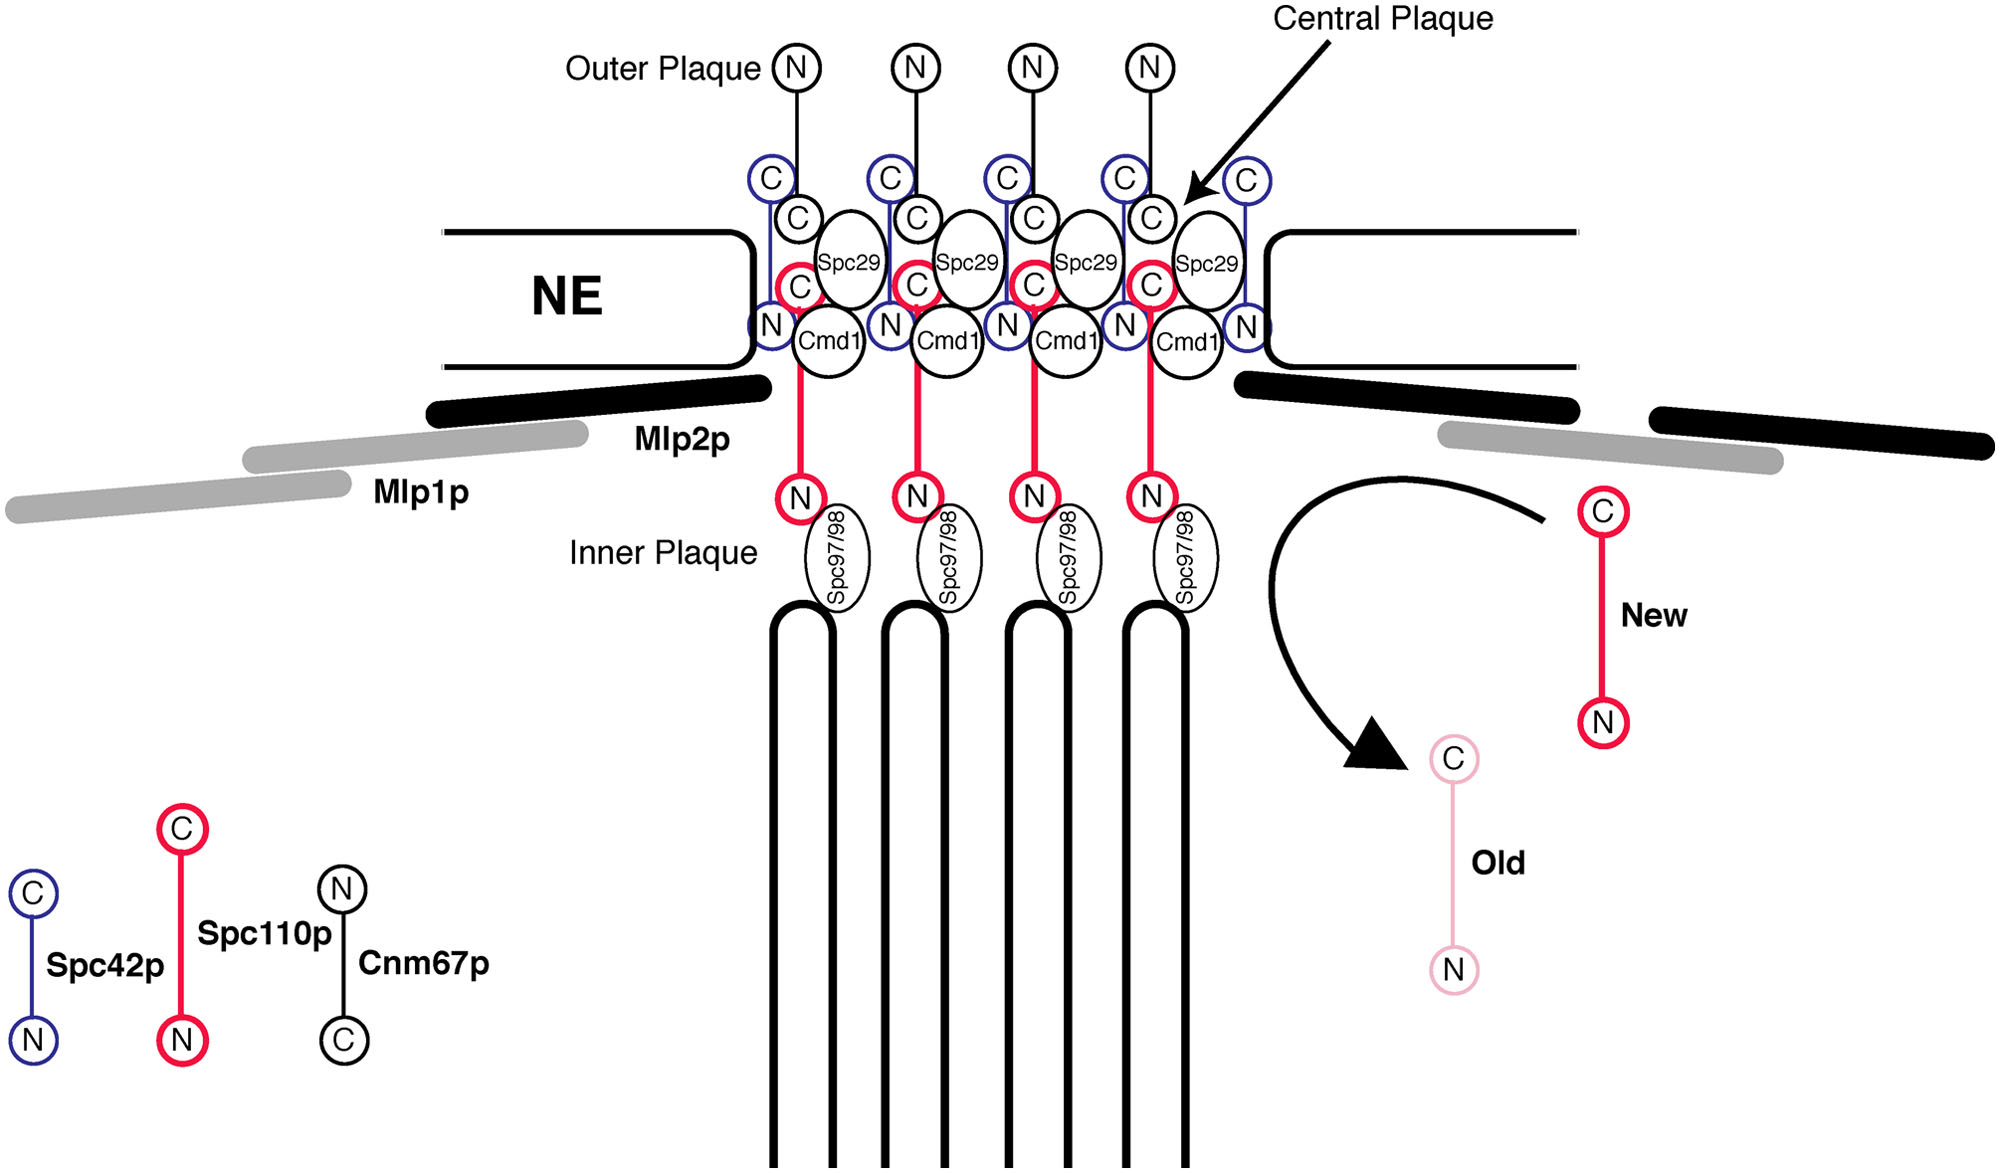 Central Plaque
Outer Plaque N N N N
C C C C C
C C C C
Spc29 Spc29 Spc29 Spc29
NE
C C C C
N N N N N
Cmd1 Cmd1 Cmd1 Cmd1
Mlp2p
Mlp1p
N N N N
Inner Plaque
Spc97/98 Spc97/98 Spc97/98 Spc97/98
C
New
N
C
Old
N
C
Spc42p
N
C
Spc110p
N
N
Cnm67p
C